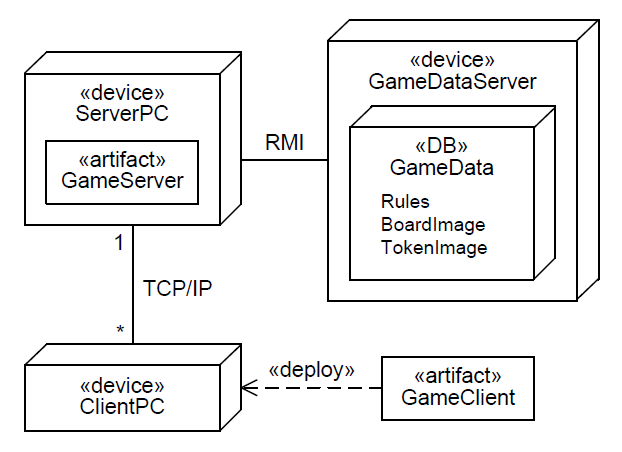 «device»
ServerPC
«artifact»
GameServer
RMI
«device»
GameDataServer
«DB»
GameData
Rules
BoardImage
TokenImage
1
TCP/IP
*
«device»
ClientPC
«deploy»
«artifact»
GameClient